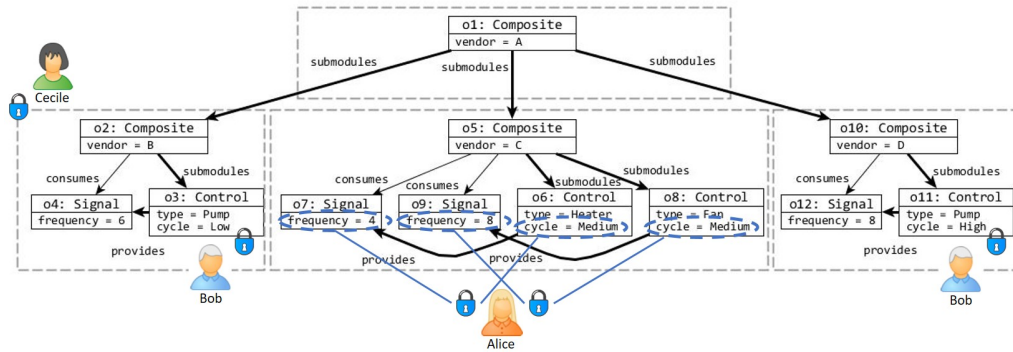 o1: Composite
vendor = A
submodules
submodules
submodules
Cecile
o2: Composite
vendor = B
consumes
submodules
o4: Signal
frequency = 6
o3: Control
type = Pump
cycle = Low
provides
Bob
o5: Composite
vendor = C
consumes
consumes
submodules
submodules
o7: Signal
frequency = 4
o9: Signal
frequency = 8
o6: Control
type = Heater
cycle = Medium
o8: Control
type = Fan
cycle = Medium
provides
provides
Alice
o10: Composite
vendor = D
consumes
submodules
o12: Signal
frequency = 8
o11: Control
type = Pump
cycle = High
provides
Bob